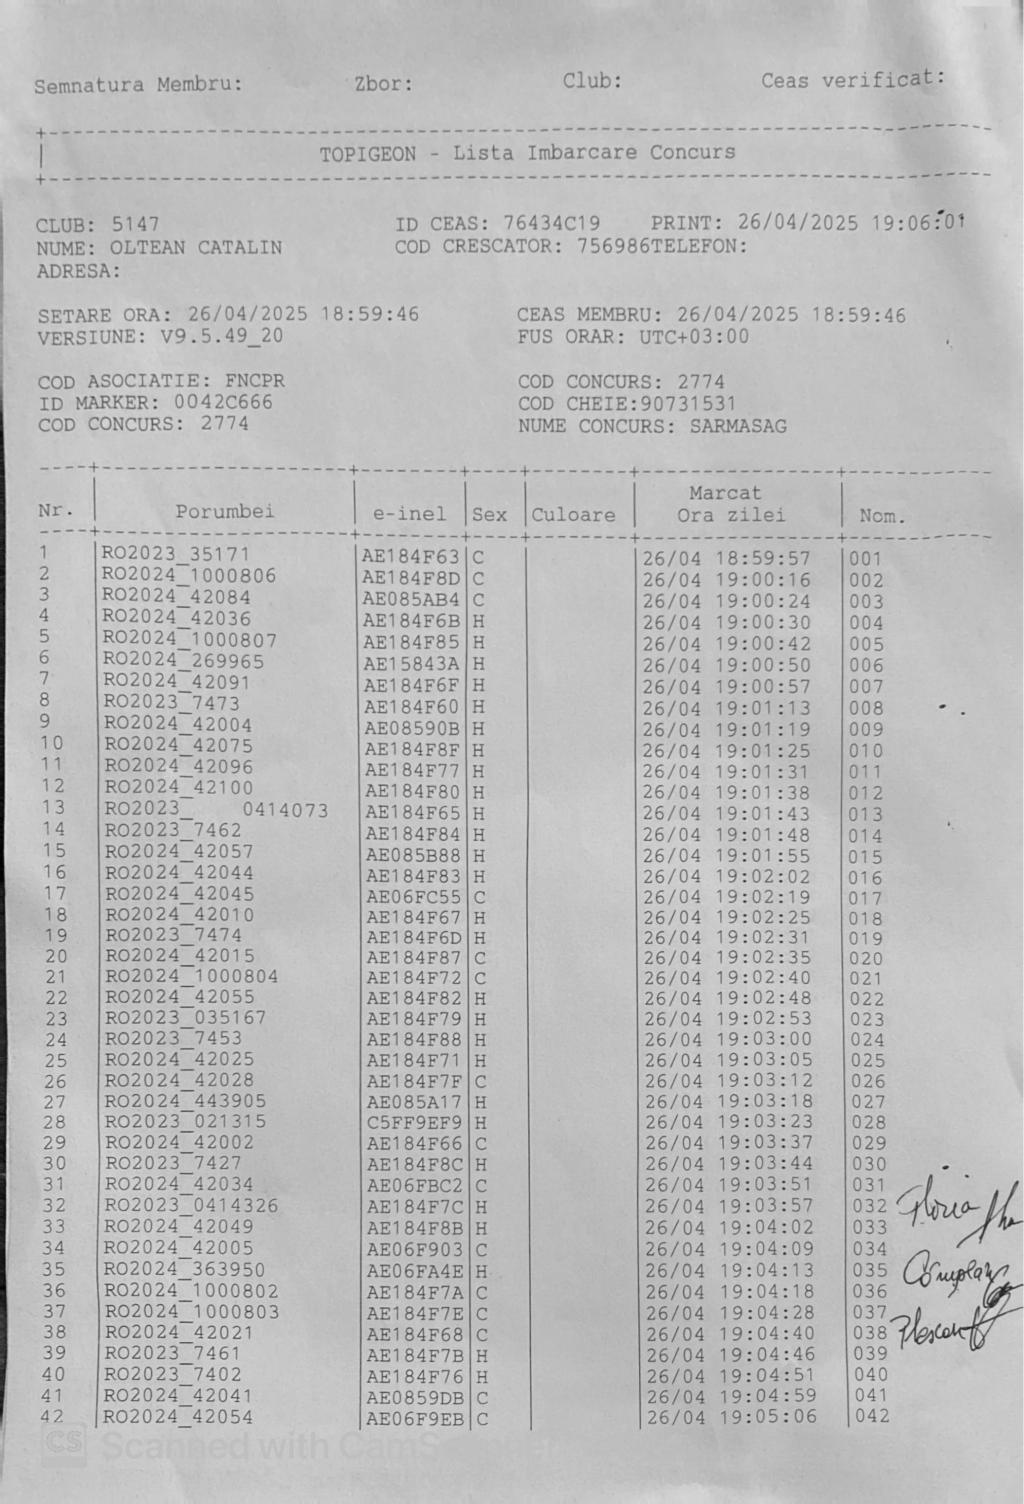 Semnatura Membru: Zbor: Club: Ceas verificat:
TOPIGEON - Lista Imbarcare Concurs
CLUB: 5147 ID CEAS: 76434C19 PRINT: 26/04/2025 19:06:01
NUME: OLTEAN CATALIN COD CRESCATOR: 756986TELEFON:
ADRESA:
SETARE ORA: 26/04/2025 18:59:46 CEAS MEMBRU: 26/04/2025 18:59:46
VERSIUNE: V9.5.49_20 FUS ORAR: UTC+03:00
COD ASOCIATIE: FNCPR COD CONCURS: 2774
ID MARKER: 0042C666 COD CHEIE:90731531
COD CONCURS: 2774 NUME CONCURS: SARMASAG
Nr. Porumbei e-inel Sex Culoare Marcat Ora zilei Nom.
1 RO2023_35171 AE184F63 C 26/04 18:59:57 001
2 RO2024_1000806 AE184F8D C 26/04 19:00:16 002
3 RO2024_42084 AE085AB4 C 26/04 19:00:24 003
4 RO2024_42036 AE184F6B H 26/04 19:00:30 004
5 RO2024_1000807 AE184F85 H 26/04 19:00:42 005
6 RO2024_269965 AE15843A H 26/04 19:00:50 006
7 RO2024_42091 AE184F6F H 26/04 19:00:57 007
8 RO2023_7473 AE184F60 H 26/04 19:01:13 008
9 RO2024_42004 AE08590B H 26/04 19:01:19 009
10 RO2024_42075 AE184F8F H 26/04 19:01:25 010
11 RO2024_42096 AE184F77 H 26/04 19:01:31 011
12 RO2024_42100 AE184F80 H 26/04 19:01:38 012
13 RO2023_ 0414073 AE184F65 H 26/04 19:01:43 013
14 RO2023_7462 AE184F84 H 26/04 19:01:48 014
15 RO2024_42057 AE085B88 H 26/04 19:01:55 015
16 RO2024_42044 AE184F83 H 26/04 19:02:02 016
17 RO2024_42045 AE06FC55 C 26/04 19:02:19 017
18 RO2024_42010 AE184F67 H 26/04 19:02:25 018
19 RO2023_7474 AE184F6D H 26/04 19:02:31 019
20 RO2024_42015 AE184F87 C 26/04 19:02:35 020
21 RO2024_1000804 AE184F72 C 26/04 19:02:40 021
22 RO2024_42055 AE184F82 H 26/04 19:02:48 022
23 RO2023_035167 AE184F79 H 26/04 19:02:53 023
24 RO2023_7453 AE184F88 H 26/04 19:03:00 024
25 RO2024_42025 AE184F71 H 26/04 19:03:05 025
26 RO2024_42028 AE184F7F C 26/04 19:03:12 026
27 RO2024_443905 AE085A17 H 26/04 19:03:18 027
28 RO2023_021315 C5FF9EF9 H 26/04 19:03:23 028
29 RO2024_42002 AE184F66 C 26/04 19:03:37 029
30 RO2023_7427 AE184F8C H 26/04 19:03:44 030
31 RO2024_42034 AE06FBC2 C 26/04 19:03:51 031
32 RO2023_0414326 AE184F7C H 26/04 19:03:57 032
33 RO2024_42049 AE184F8B H 26/04 19:04:02 033
34 RO2024_42005 AE06F903 C 26/04 19:04:09 034
35 RO2024_363950 AE06FA4E H 26/04 19:04:13 035
36 RO2024_1000802 AE184F7A C 26/04 19:04:18 036
37 RO2024_1000803 AE184F7E C 26/04 19:04:28 037
38 RO2024_42021 AE184F68 C 26/04 19:04:40 038
39 RO2023_7461 AE184F7B H 26/04 19:04:46 039
40 RO2023_7402 AE184F76 H 26/04 19:04:51 040
41 RO2024_42041 AE0859DB C 26/04 19:04:59 041
42 RO2024_42054 AE06F9EB C 26/04 19:05:06 042
CS Scanned with